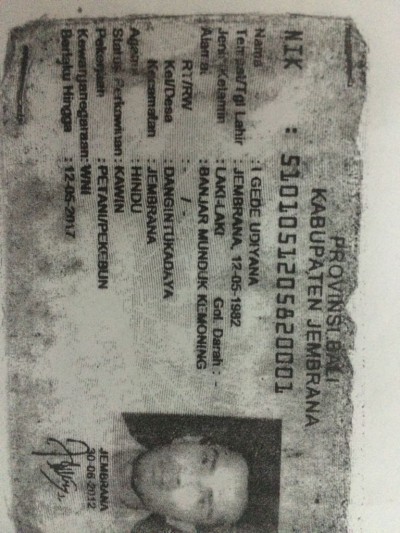 PROVINSI BALI
KABUPATEN JEMBRANA
NIK : 5101051205820001
Nama : I GEDE UDIYANA
Tempat/Tgl Lahir : JEMBRANA, 12-05-1982
Jenis Kelamin : LAKI-LAKI Gol. Darah : -
Alamat : BANJAR MUNDUK KEMONING
RT/RW : - / -
Kel/Desa : DANGINTUKADAYA
Kecamatan : JEMBRANA
Agama : HINDU
Status Perkawinan : KAWIN
Pekerjaan : PETANI/PEKEBUN
Kewarganegaraan: WNI
Berlaku Hingga : 12-05-2017
JEMBRANA
30-06-2012